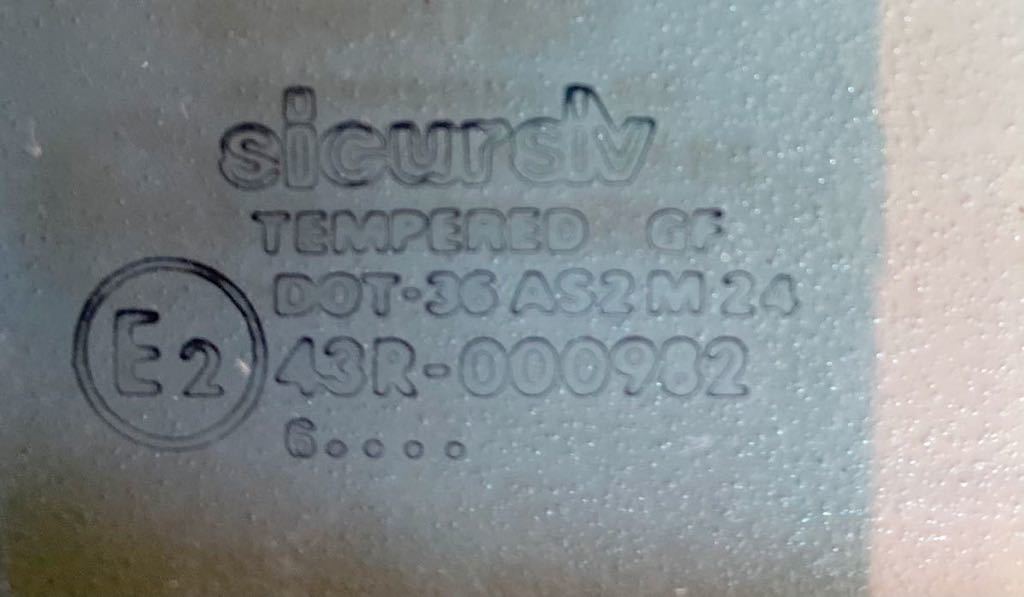 sicursiv
TEMPERED GF
DOT-36 AS2 M 24
E2
43R-000982
6....